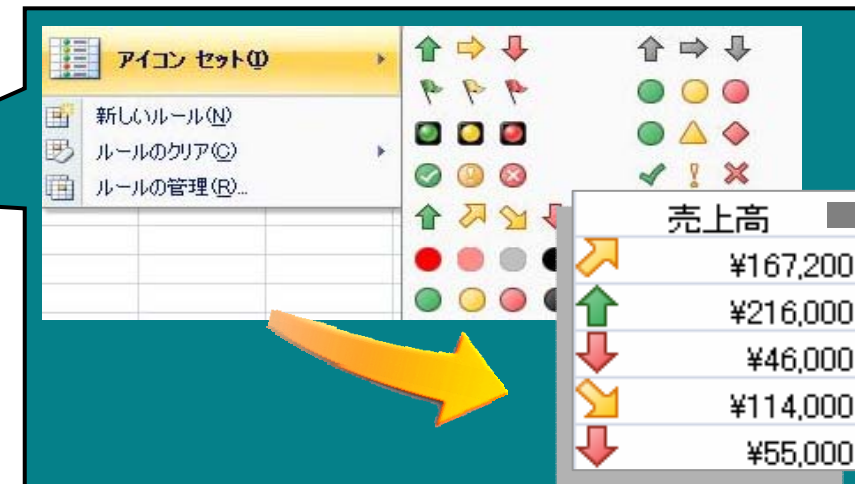 アイコン セット(I)
新しいルール(N)
ルールのクリア(C)
ルールの管理(R)...
売上高
¥167,200
¥216,000
¥46,000
¥114,000
¥55,000